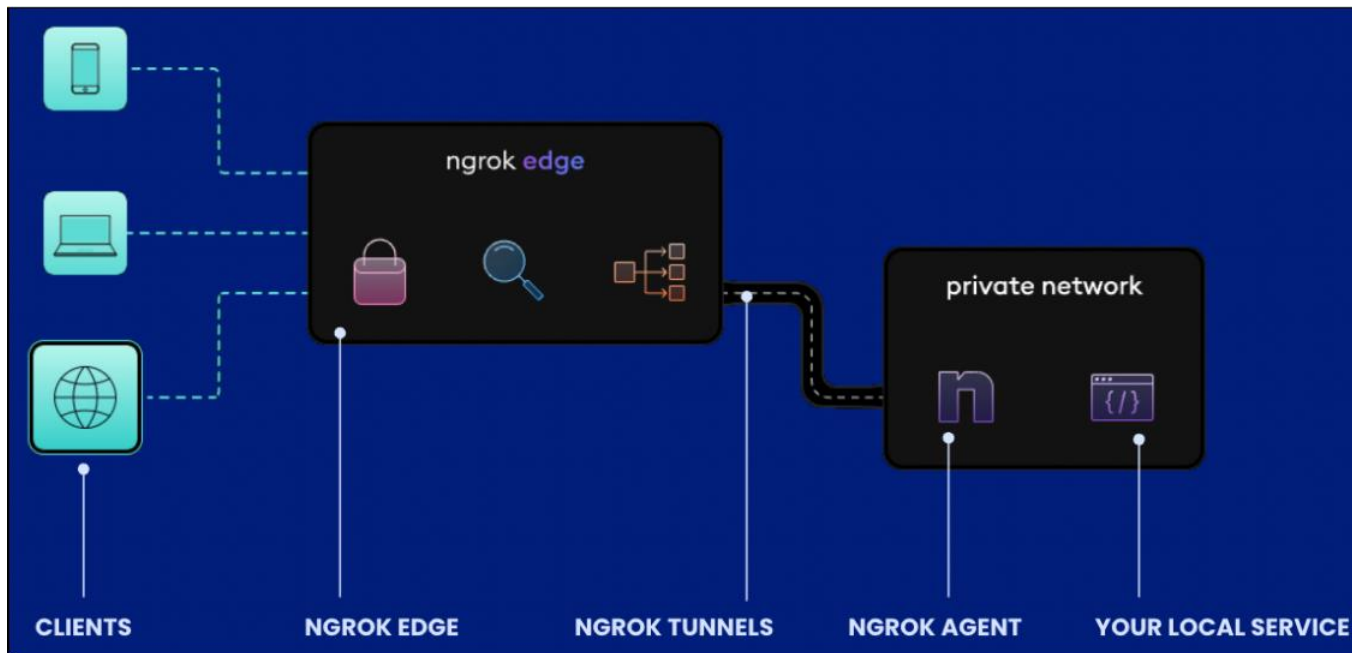 ngrok edge
private network
n
{/}
CLIENTS
NGROK EDGE
NGROK TUNNELS
NGROK AGENT
YOUR LOCAL SERVICE